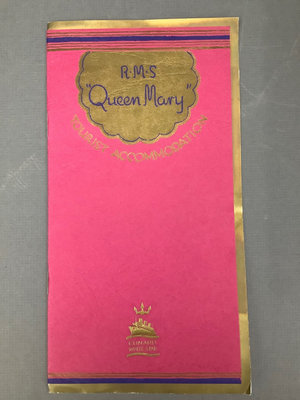 R·M·S
"Queen Mary"
TOURIST ACCOMMODATION
CUNARD
WHITE STAR